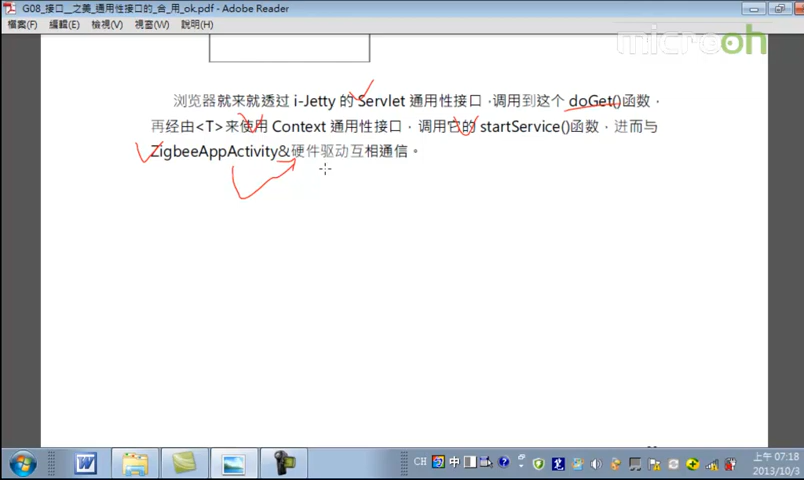 G08_接口__之美_通用性接口的_合_用_ok.pdf - Adobe Reader
檔案(F) 編輯(E) 檢視(V) 視窗(W) 說明(H)
microoh
浏览器就来就透过 i-Jetty 的 Servlet 通用性接口，调用到这个 doGet()函数，
再经由<T>来使用 Context 通用性接口，调用它的 startService()函数，进而与
ZigbeeAppActivity&硬件驱动互相通信。
CH 中
上午 07:18
2013/10/3